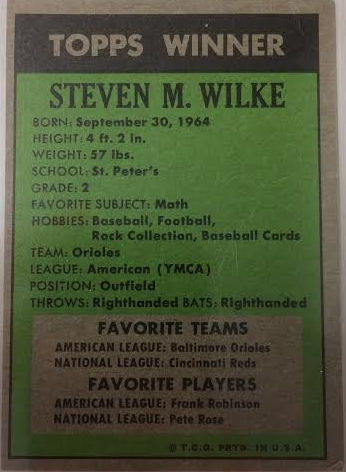 TOPPS WINNER
STEVEN M. WILKE
BORN: September 30, 1964
HEIGHT: 4 ft. 2 in.
WEIGHT: 57 lbs.
SCHOOL: St. Peter's
GRADE: 2
FAVORITE SUBJECT: Math
HOBBIES: Baseball, Football,
Rock Collection, Baseball Cards
TEAM: Orioles
LEAGUE: American (YMCA)
POSITION: Outfield
THROWS: Righthanded BATS: Righthanded
FAVORITE TEAMS
AMERICAN LEAGUE: Baltimore Orioles
NATIONAL LEAGUE: Cincinnati Reds
FAVORITE PLAYERS
AMERICAN LEAGUE: Frank Robinson
NATIONAL LEAGUE: Pete Rose
© T.C.G. PRTD. IN U.S.A.